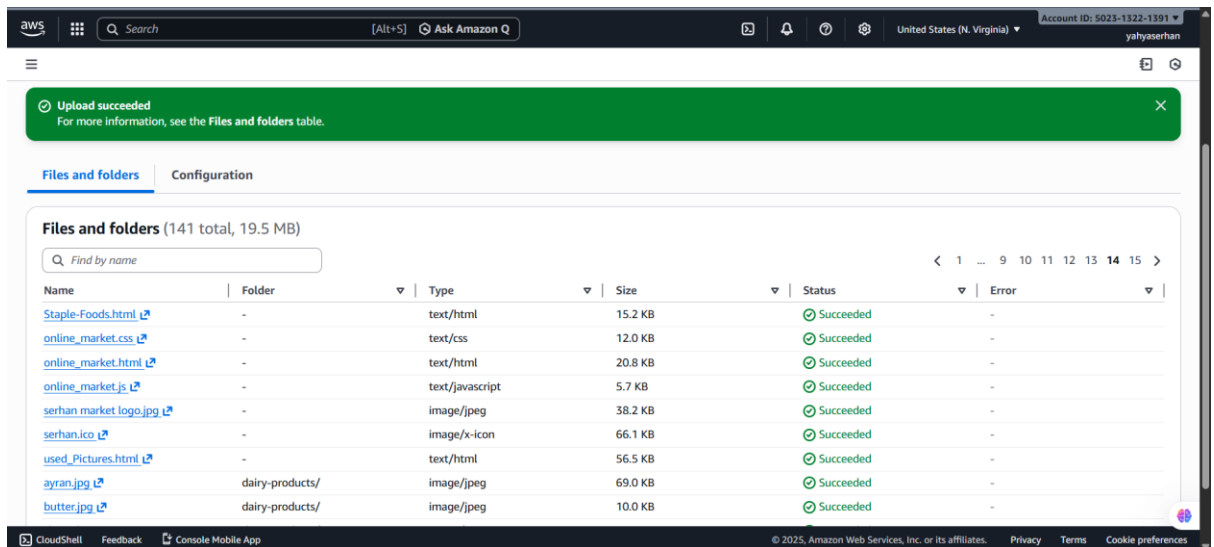 aws
Search [Alt+S] Ask Amazon Q United States (N. Virginia) ▼ Account ID: 5023-1322-1391 ▼
yahyaserhan
Upload succeeded
For more information, see the Files and folders table.
Files and folders Configuration
Files and folders (141 total, 19.5 MB)
Find by name 1 ... 9 10 11 12 13 14 15
Name Folder Type Size Status Error
Staple-Foods.html - text/html 15.2 KB Succeeded -
online_market.css - text/css 12.0 KB Succeeded -
online_market.html - text/html 20.8 KB Succeeded -
online_market.js - text/javascript 5.7 KB Succeeded -
serhan market logo.jpg - image/jpeg 38.2 KB Succeeded -
serhan.ico - image/x-icon 66.1 KB Succeeded -
used_Pictures.html - text/html 56.5 KB Succeeded -
ayran.jpg dairy-products/ image/jpeg 69.0 KB Succeeded -
butter.jpg dairy-products/ image/jpeg 10.0 KB Succeeded -
CloudShell Feedback Console Mobile App © 2025, Amazon Web Services, Inc. or its affiliates. Privacy Terms Cookie preferences